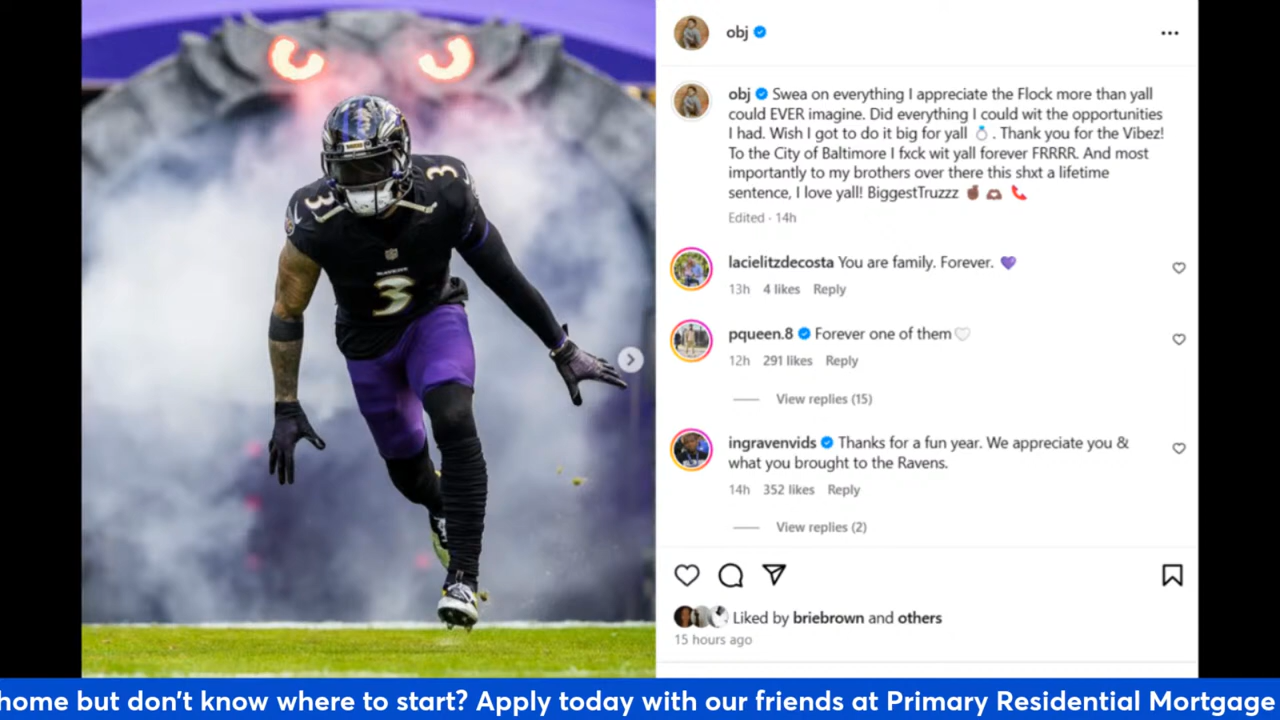 obj
obj Swea on everything I appreciate the Flock more than yall
could EVER imagine. Did everything I could wit the opportunities
I had. Wish I got to do it big for yall 💍. Thank you for the Vibez!
To the City of Baltimore I fxck wit yall forever FRRRR. And most
importantly to my brothers over there this shxt a lifetime
sentence, I love yall! BiggestTruzzz
Edited · 14h
lacielitzdecosta You are family. Forever. 💜
13h 4 likes Reply
pqueen.8 Forever one of them🤍
12h 291 likes Reply
View replies (15)
ingravenvids Thanks for a fun year. We appreciate you &
what you brought to the Ravens.
14h 352 likes Reply
View replies (2)
Liked by briebrown and others
15 hours ago
3
3
3
home but don't know where to start? Apply today with our friends at Primary Residential Mortgage